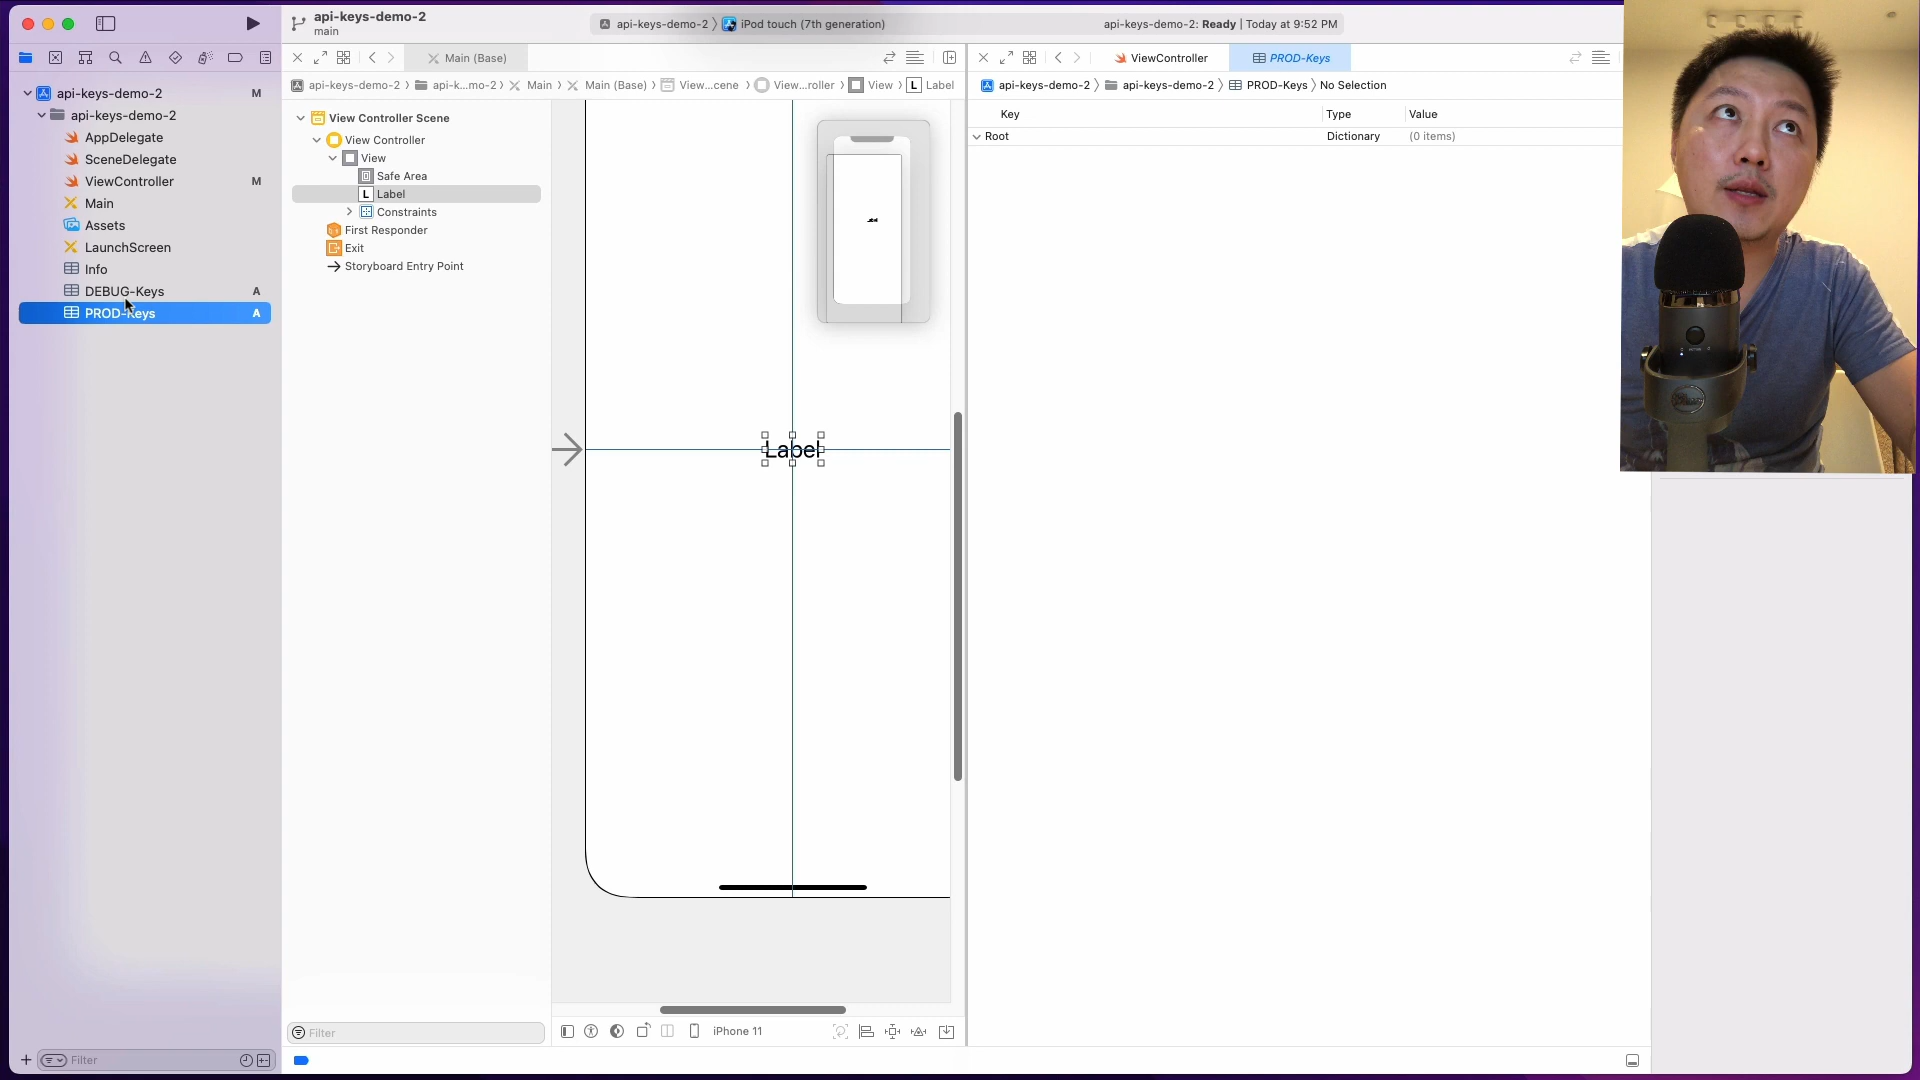 api-keys-demo-2
main
api-keys-demo-2 〉 iPod touch (7th generation)
api-keys-demo-2: Ready | Today at 9:52 PM
Main (Base)
ViewController
PROD-Keys
api-keys-demo-2 〉 api-k...mo-2 〉 Main 〉 Main (Base) 〉 View...cene 〉 View...roller 〉 View 〉 L Label
api-keys-demo-2 〉 api-keys-demo-2 〉 PROD-Keys 〉 No Selection
api-keys-demo-2 M
api-keys-demo-2
AppDelegate
SceneDelegate
ViewController M
Main
Assets
LaunchScreen
Info
DEBUG-Keys A
PROD-Keys A
View Controller Scene
View Controller
View
Safe Area
L Label
Constraints
First Responder
Exit
Storyboard Entry Point
Label
Key Type Value
Root Dictionary (0 items)
Filter
iPhone 11
Filter